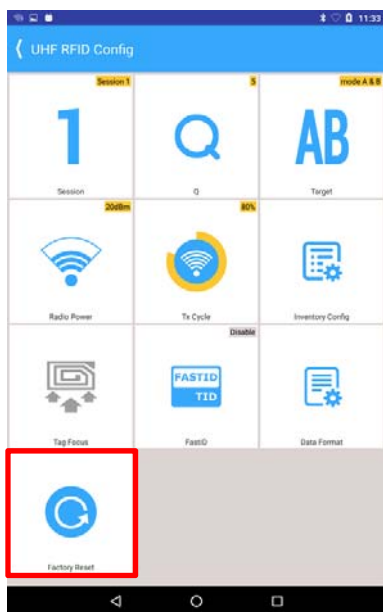 11:33
UHF RFID Config
Session 1
5
mode A & B
1
Q
AB
Session
Q
Target
20dBm
80%
Radio Power
Tx Cycle
Inventory Config
Disable
FASTID
TID
Tag Focus
FastID
Data Format
Factory Reset